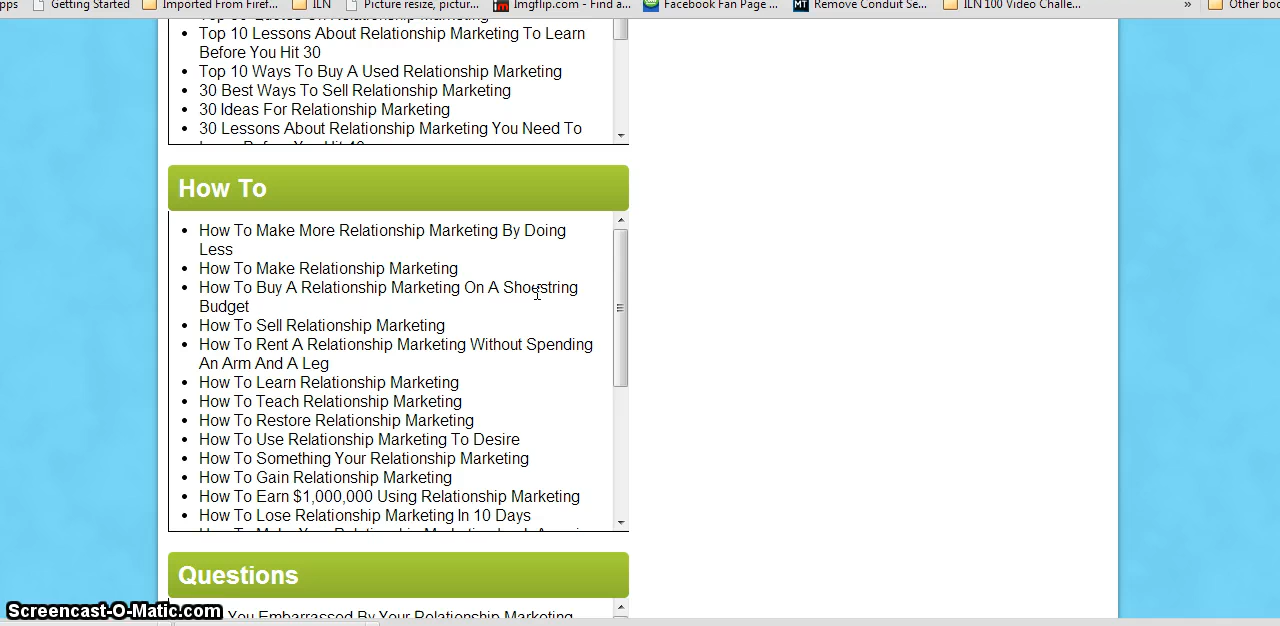 pps Getting Started Imported From Firef... ILN Picture resize, pictur... Imgflip.com - Find a... Facebook Fan Page ... MT Remove Conduit Se... ILN 100 Video Challe... » Other boo
Top 10 Lessons About Relationship Marketing To Learn
Before You Hit 30
Top 10 Ways To Buy A Used Relationship Marketing
30 Best Ways To Sell Relationship Marketing
30 Ideas For Relationship Marketing
30 Lessons About Relationship Marketing You Need To
How To
How To Make More Relationship Marketing By Doing
Less
How To Make Relationship Marketing
How To Buy A Relationship Marketing On A Shoestring
Budget
How To Sell Relationship Marketing
How To Rent A Relationship Marketing Without Spending
An Arm And A Leg
How To Learn Relationship Marketing
How To Teach Relationship Marketing
How To Restore Relationship Marketing
How To Use Relationship Marketing To Desire
How To Something Your Relationship Marketing
How To Gain Relationship Marketing
How To Earn $1,000,000 Using Relationship Marketing
How To Lose Relationship Marketing In 10 Days
Questions
You Embarrassed By Your Relationship Marketing
Screencast-O-Matic.com